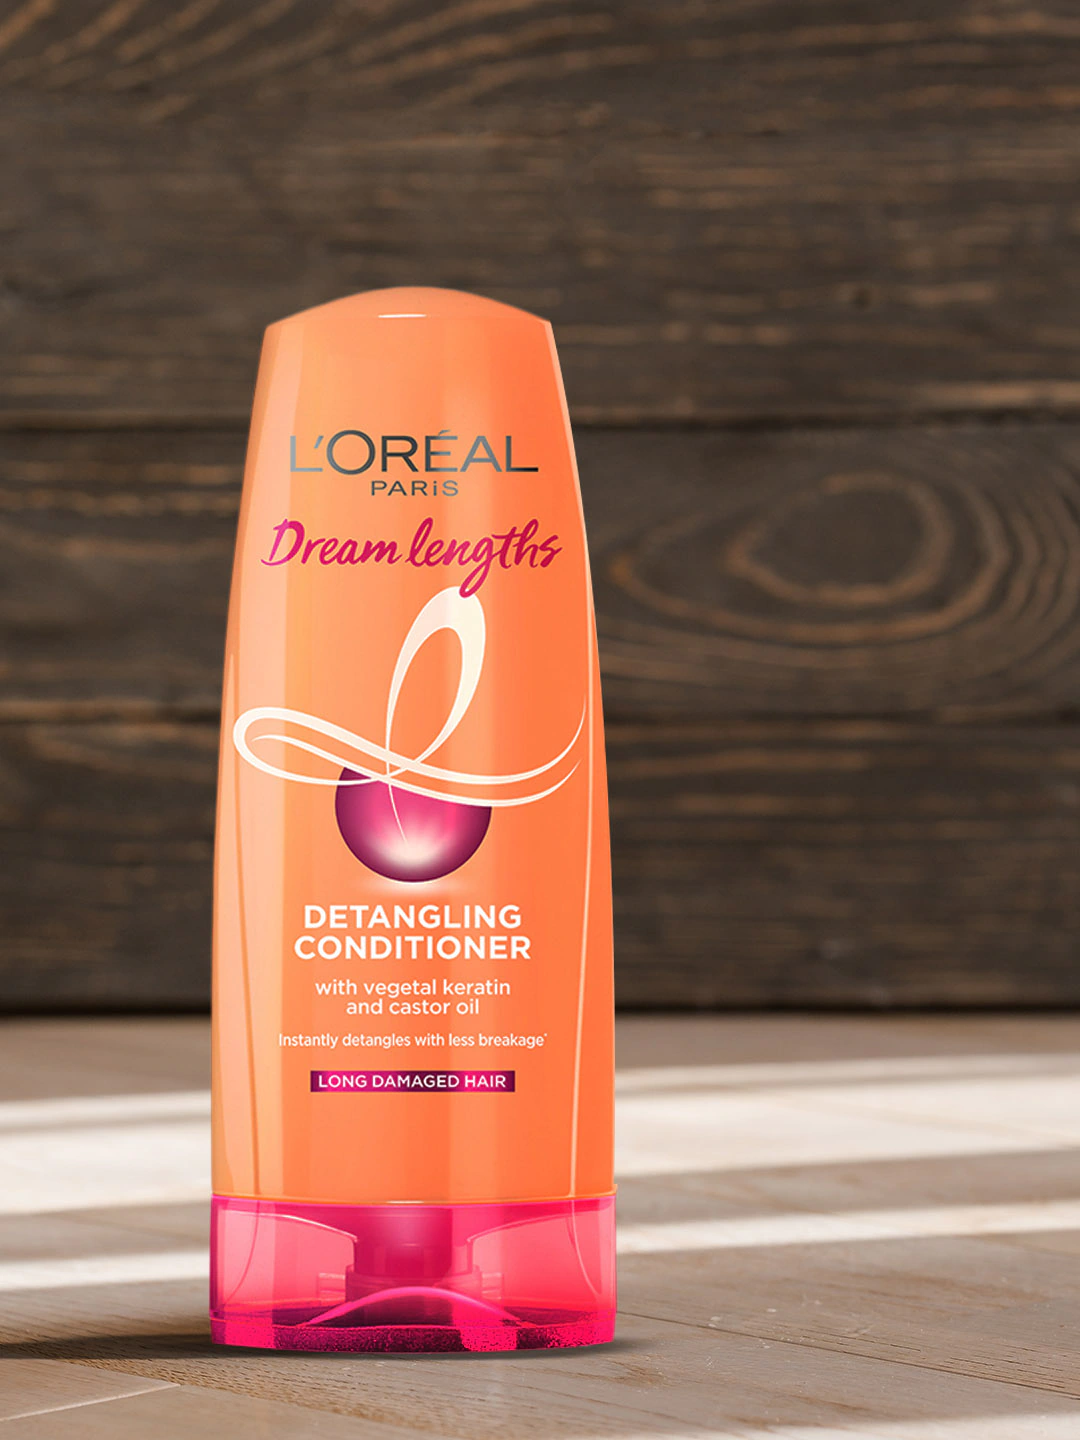 L'ORÉAL
PARiS
Dream lengths
DETANGLING
CONDITIONER
with vegetal keratin
and castor oil
Instantly detangles with less breakage*
LONG DAMAGED HAIR